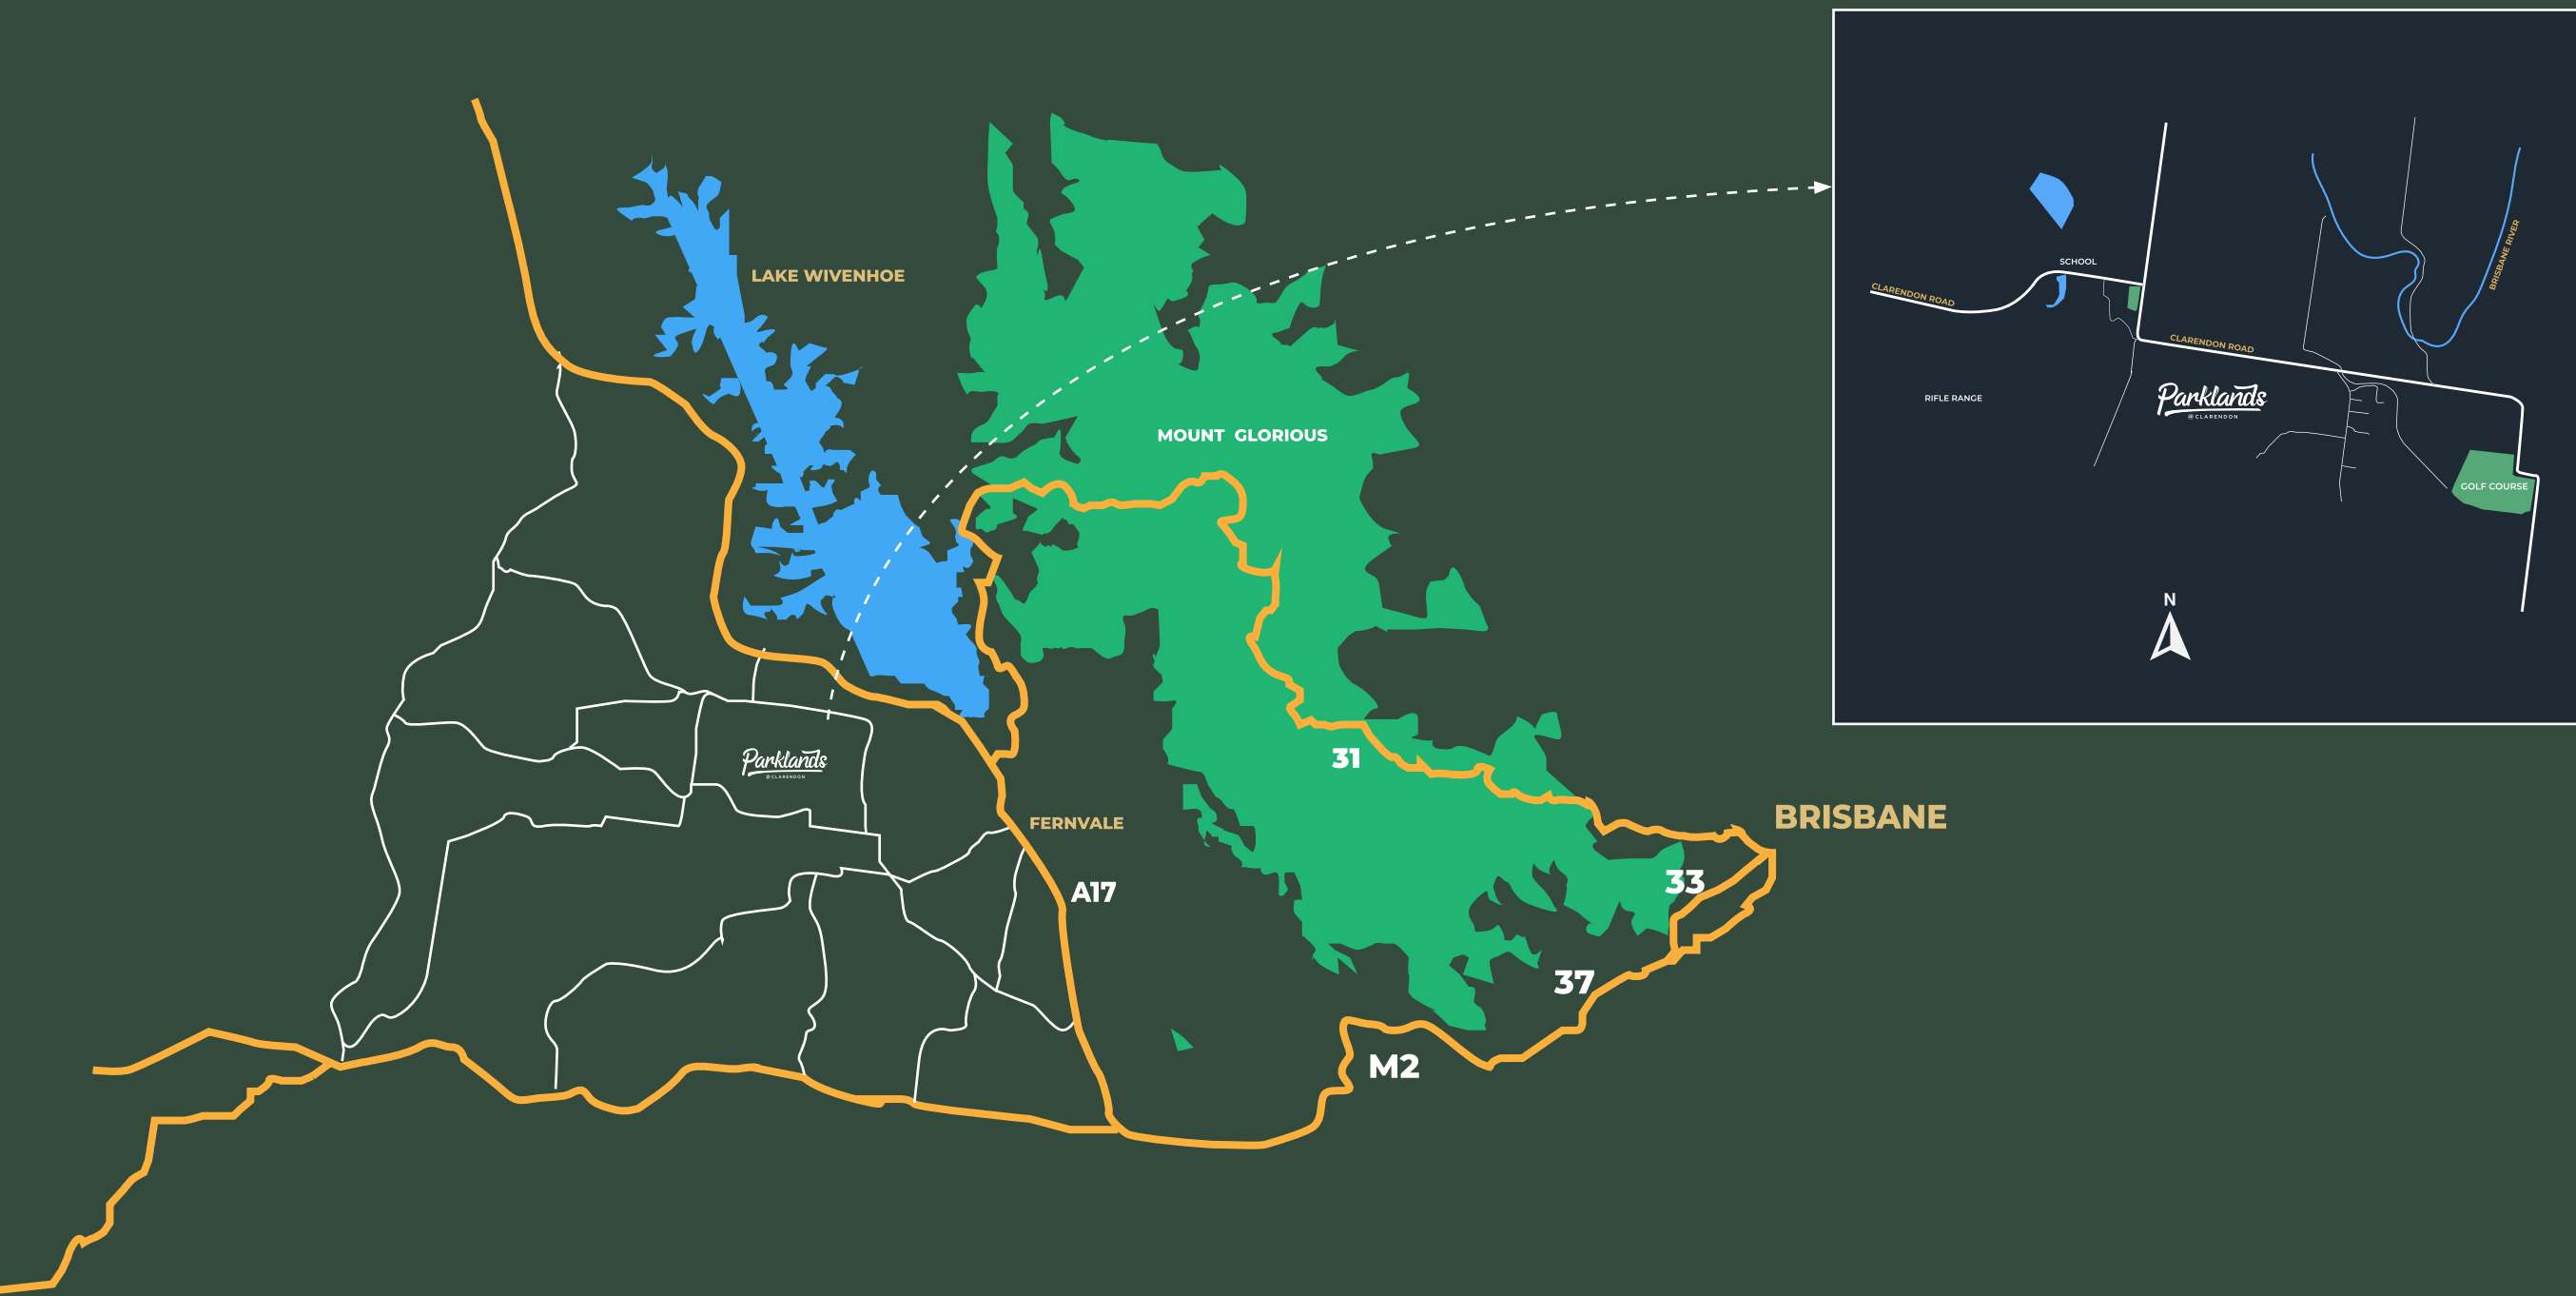 LAKE WIVENHOE
MOUNT GLORIOUS
31
Parklands
@CLARENDON
FERNVALE
A17
BRISBANE
33
37
M2
SCHOOL
CLARENDON ROAD
BRISBANE RIVER
CLARENDON ROAD
RIFLE RANGE
Parklands
@CLARENDON
GOLF COURSE
N